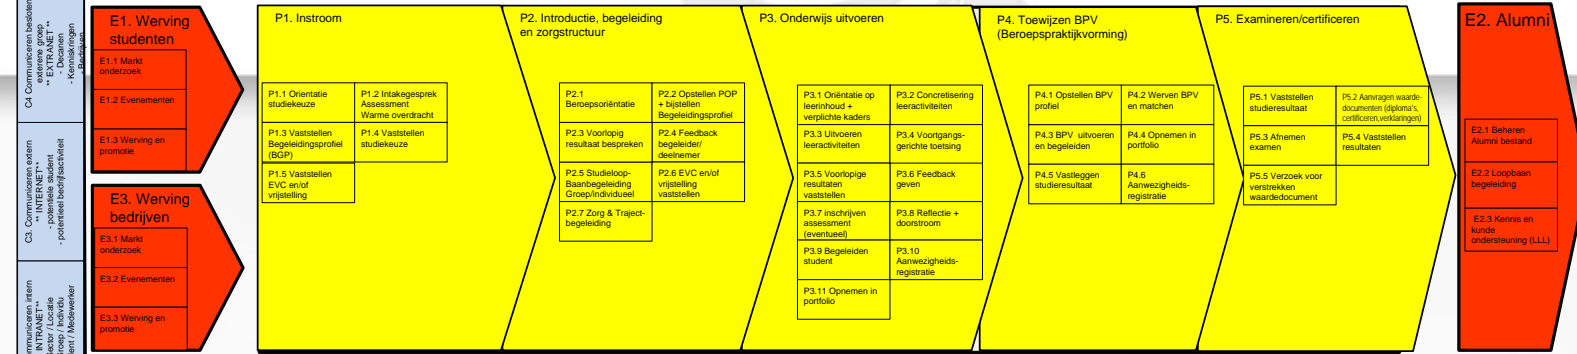 C4 Communiceren besloten
externe groep
** EXTRANET **
- Decanen
- Kenniskringen
- Bedrijven
C3. Communiceren extern
** INTERNET**
- potentiele student
- potentieel bedrijfsactiviteit
mmuniceren intern
INTRANET**
ector / Locatie
Groep / Individu
ent / Medewerker
E1. Werving
studenten
E1.1 Markt
onderzoek
E1.2 Evenementen
E1.3 Werving en
promotie
E3. Werving
bedrijven
E3.1 Markt
onderzoek
E3.2 Evenementen
E3.3 Werving en
promotie
P1. Instroom
P1.1 Orientatie
studiekeuze
P1.2 Intakegesprek
Assessment
Warme overdracht
P1.3 Vaststellen
Begeleidingsprofiel
(BGP)
P1.4 Vaststellen
studiekeuze
P1.5 Vaststellen
EVC en/of
vrijstelling
P2. Introductie, begeleiding
en zorgstructuur
P2.1
Beroepsoriëntatie
P2.2 Opstellen POP
+ bijstellen
Begeleidingsprofiel
P2.3 Voorlopig
resultaat bespreken
P2.4 Feedback
begeleider/
deelnemer
P2.5 Studieloop-
Baanbegeleiding
Groep/individueel
P2.6 EVC en/of
vrijstelling
vaststellen
P2.7 Zorg & Traject-
begeleiding
P3. Onderwijs uitvoeren
P3.1 Oriëntatie op
leerinhoud +
verplichte kaders
P3.2 Concretisering
leeractiviteiten
P3.3 Uitvoeren
leeractiviteiten
P3.4 Voortgangs-
gerichte toetsing
P3.5 Voorlopige
resultaten
vaststellen
P3.6 Feedback
geven
P3.7 inschrijven
assessment
(eventueel)
P3.8 Reflectie +
doorstroom
P3.9 Begeleiden
student
P3.10
Aanwezigheids-
registratie
P3.11 Opnemen in
portfolio
P4. Toewijzen BPV
(Beroepspraktijkvorming)
P4.1 Opstellen BPV
profiel
P4.2 Werven BPV
en matchen
P4.3 BPV uitvoeren
en begeleiden
P4.4 Opnemen in
portfolio
P4.5 Vastleggen
studieresultaat
P4.6
Aanwezigheids-
registratie
P5. Examineren/certificeren
P5.1 Vaststellen
studieresultaat
P5.2 Aanvragen waarde-
documenten (diploma's,
certificeren,verklaringen)
P5.3 Afnemen
examen
P5.4 Vaststellen
resultaten
P5.5 Verzoek voor
verstrekken
waardedocument
E2. Alumni
E2.1 Beheren
Alumni bestand
E2.2 Loopbaan
begeleiding
E2.3 Kennis en
kunde
ondersteuning (LLL)